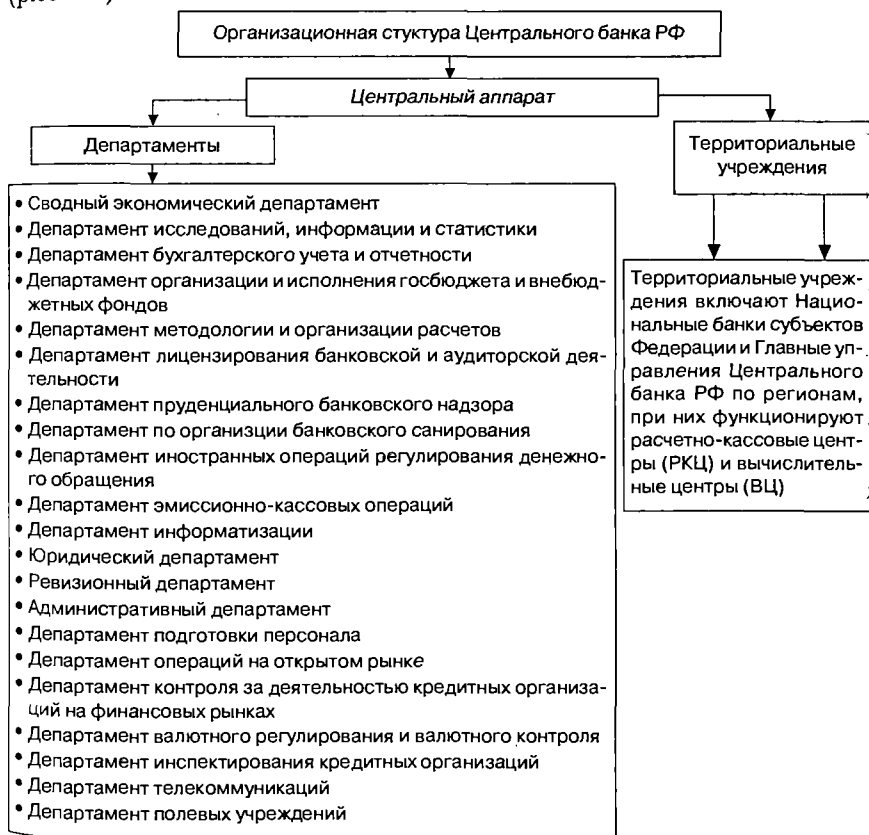 Организационная стуктура Центрального банка РФ
Центральный аппарат
Департаменты
• Сводный экономический департамент
• Департамент исследований, информации и статистики
• Департамент бухгалтерского учета и отчетности
• Департамент организации и исполнения госбюджета и внебюд-
жетных фондов
• Департамент методологии и организации расчетов
• Департамент лицензирования банковской и аудиторской дея-
тельности
• Департамент пруденциального банковского надзора
• Департамент по организции банковского санирования
• Департамент иностранных операций регулирования денежно-
го обращения
• Департамент эмиссионно-кассовых операций
• Департамент информатизации
• Юридический департамент
• Ревизионный департамент
• Административный департамент
• Департамент подготовки персонала
• Департамент операций на открытом рынке
• Департамент контроля за деятельностью кредитных организа-
ций на финансовых рынках
• Департамент валютного регулирования и валютного контроля
• Департамент инспектирования кредитных организаций
• Департамент телекоммуникаций
• Департамент полевых учреждений
Территориальные
учреждения
Территориальные учреж-
дения включают Нацио-
нальные банки субъектов
Федерации и Главные уп-
равления Центрального
банка РФ по регионам,
при них функционируют
расчетно-кассовые цент-
ры (РКЦ) и вычислитель-
ные центры (ВЦ)